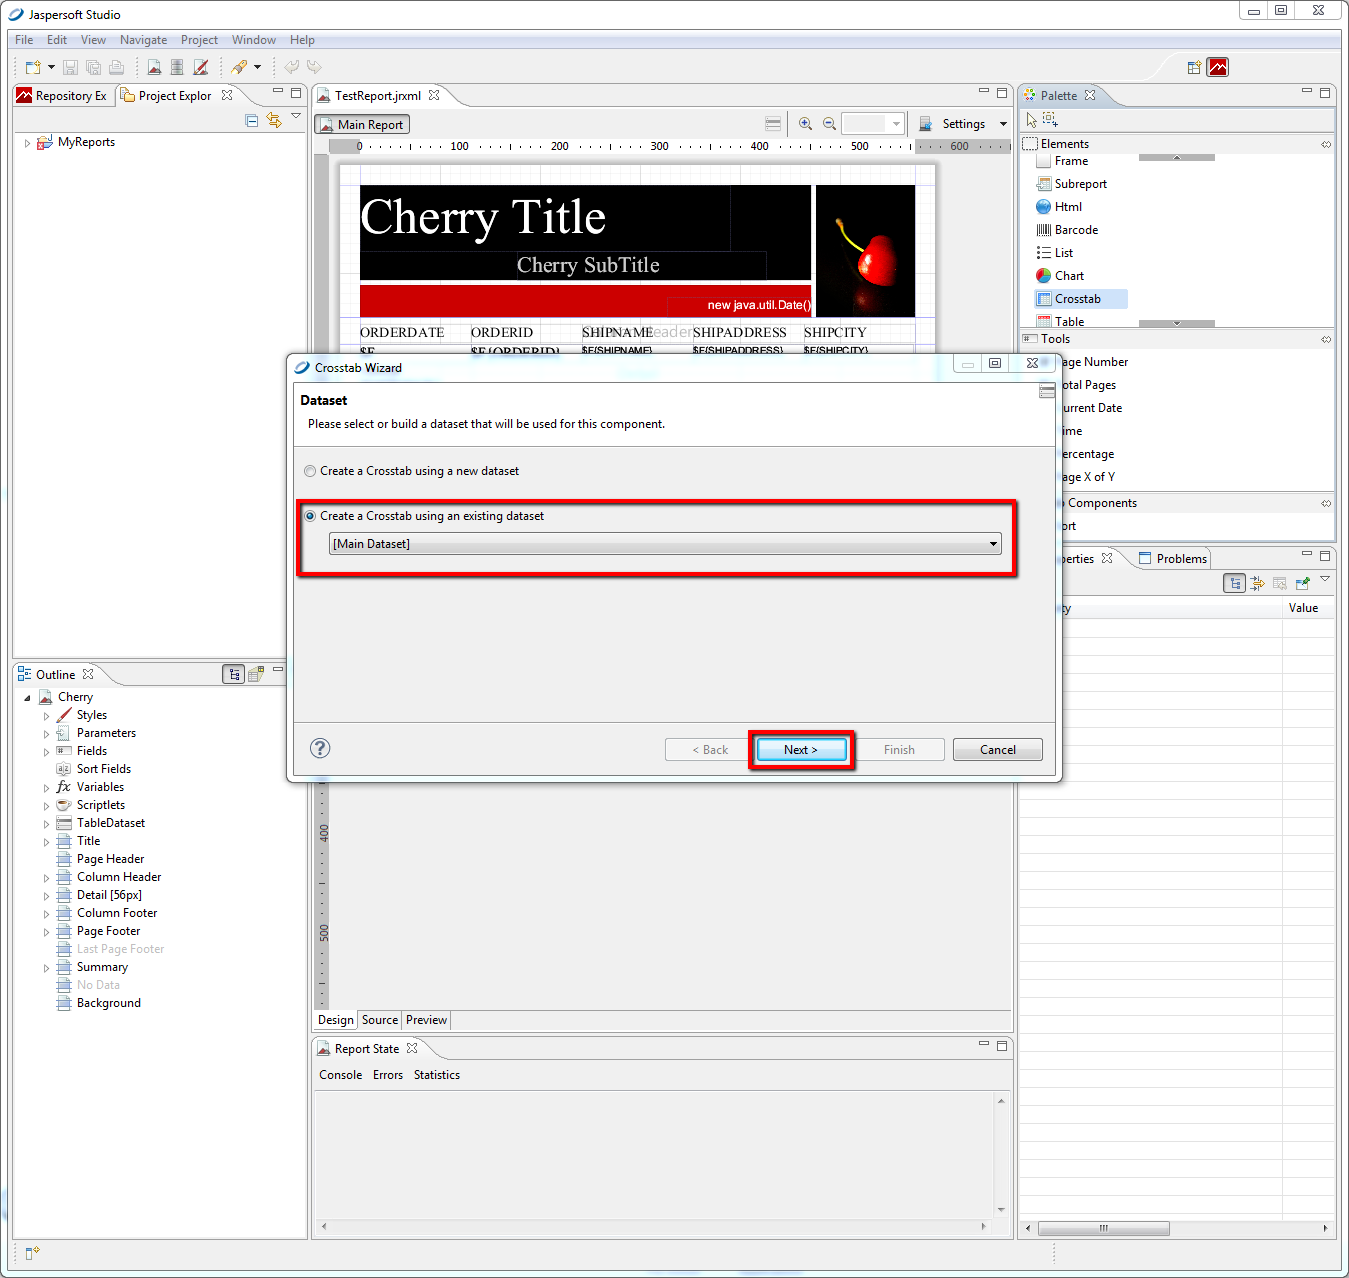 Jaspersoft Studio
File Edit View Navigate Project Window Help
Repository Ex Project Explor
MyReports
TestReport.jrxml
Main Report
Settings
0 100 200 300 400 500 600
Cherry Title
Cherry SubTitle
new java.util.Date()
ORDERDATE ORDERID SHIPNAME SHIPADDRESS SHIPCITY
$F $F{ORDERID} $F{SHIPNAME} $F{SHIPADDRESS} $F{SHIPCITY}
Palette
Elements
Frame
Subreport
Html
Barcode
List
Chart
Crosstab
Table
Tools
age Number
otal Pages
urrent Date
ime
ercentage
age X of Y
Components
ort
Crosstab Wizard
Dataset
Please select or build a dataset that will be used for this component.
Create a Crosstab using a new dataset
Create a Crosstab using an existing dataset
[Main Dataset]
< Back Next > Finish Cancel
erties Problems
ty Value
Outline
Cherry
Styles
Parameters
Fields
Sort Fields
Variables
Scriptlets
TableDataset
Title
Page Header
Column Header
Detail [56px]
Column Footer
Page Footer
Last Page Footer
Summary
No Data
Background
400
500
Design Source Preview
Report State
Console Errors Statistics